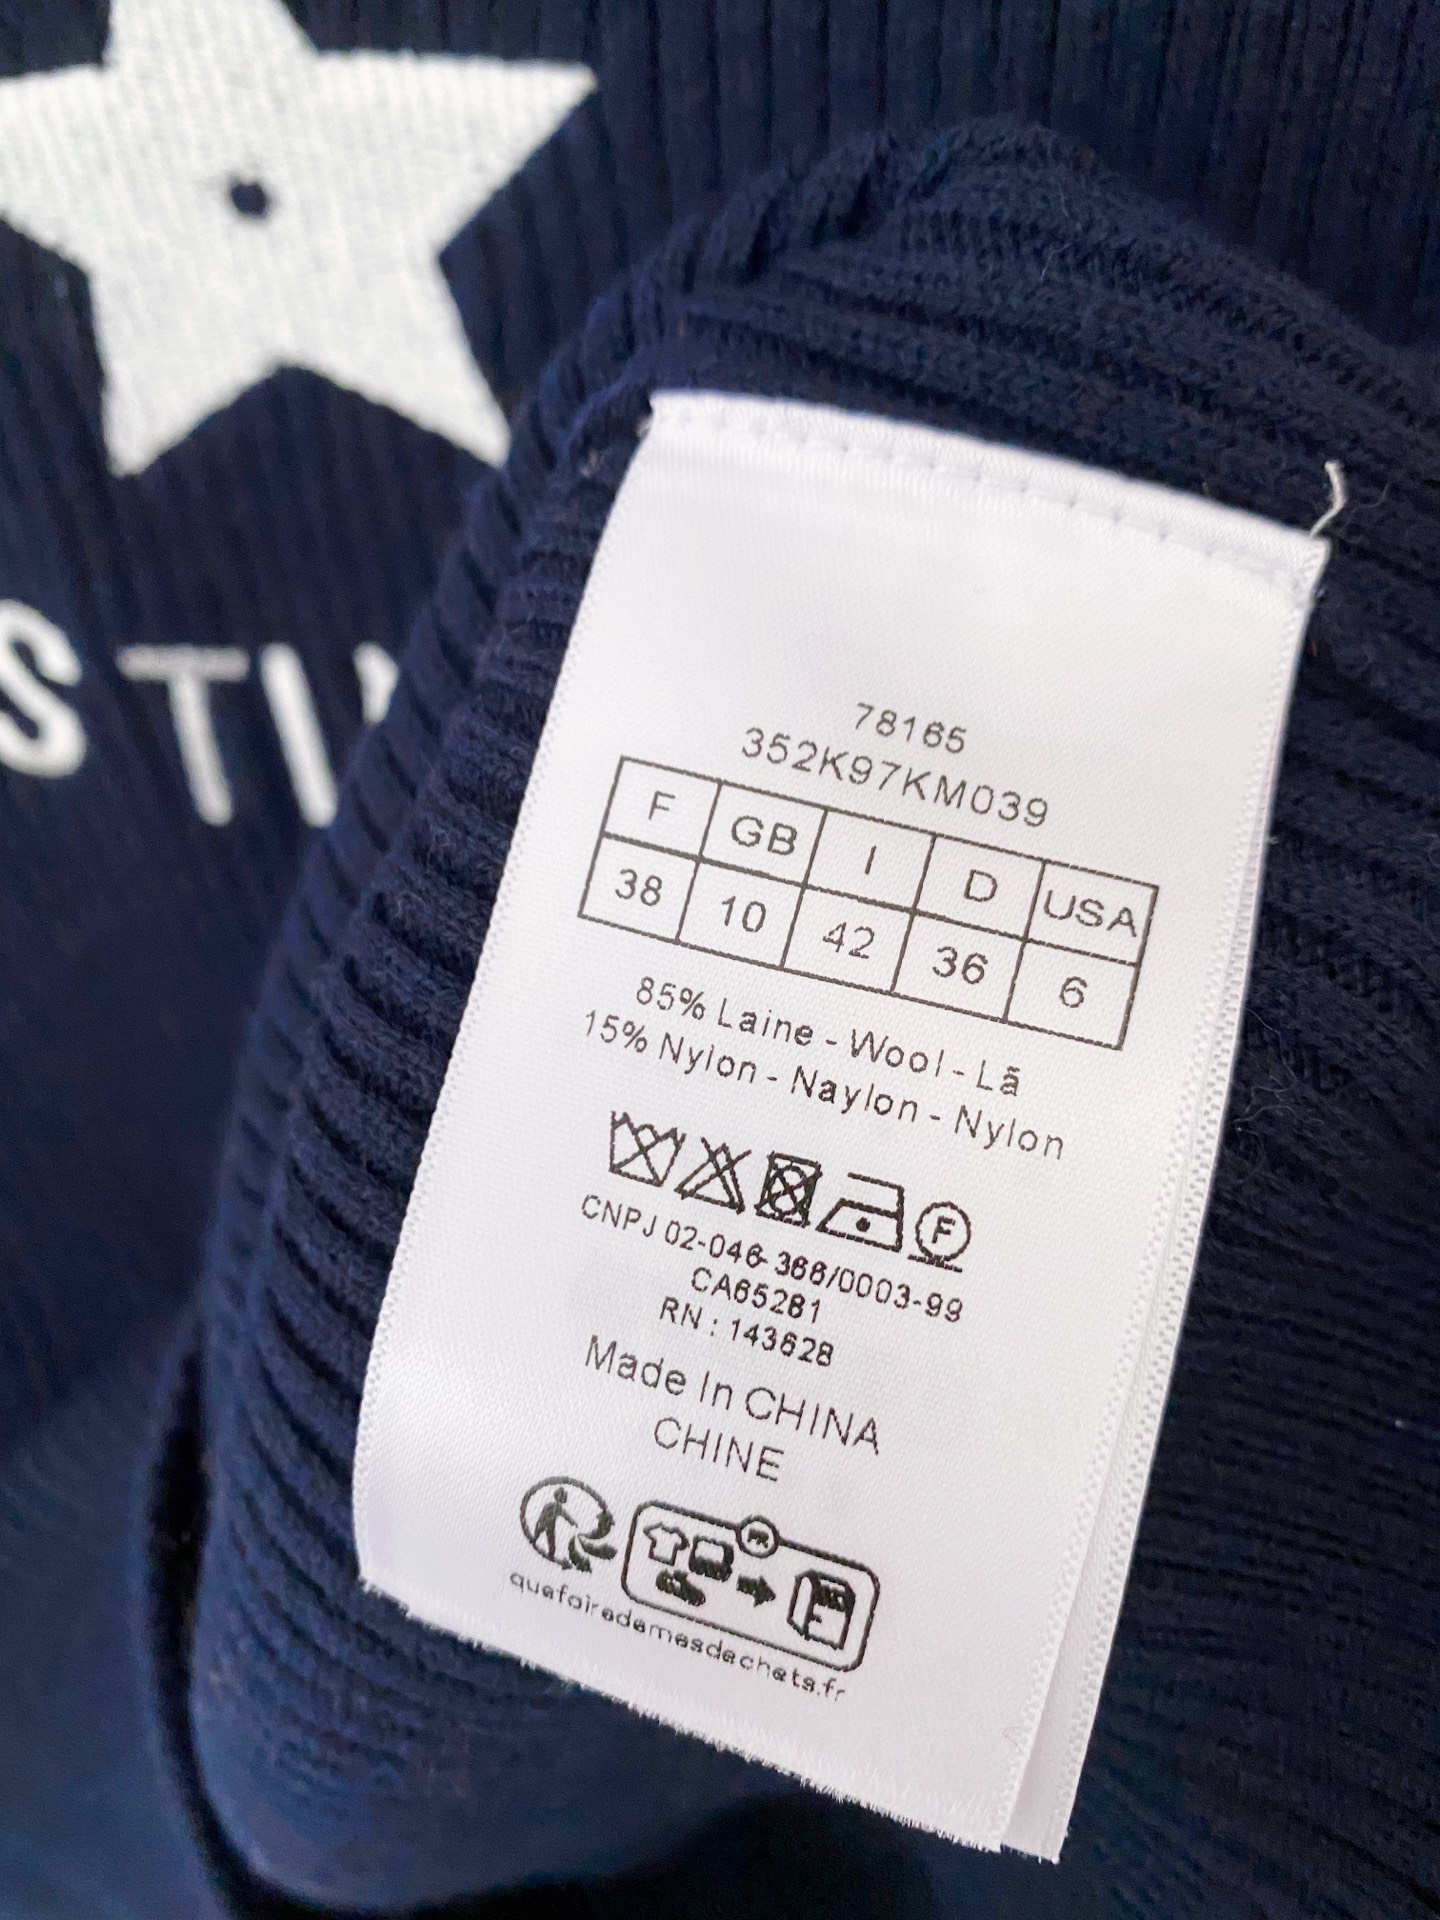 STI
78165
352K97KM039
F GB I D USA
38 10 42 36 6
85% Laine - Wool - Lã
15% Nylon - Naylon - Nylon
F
CNPJ 02-046-366/0003-99
CA65281
RN : 143628
Made In CHINA
CHINE
FR
quefairedemesdechets.fr